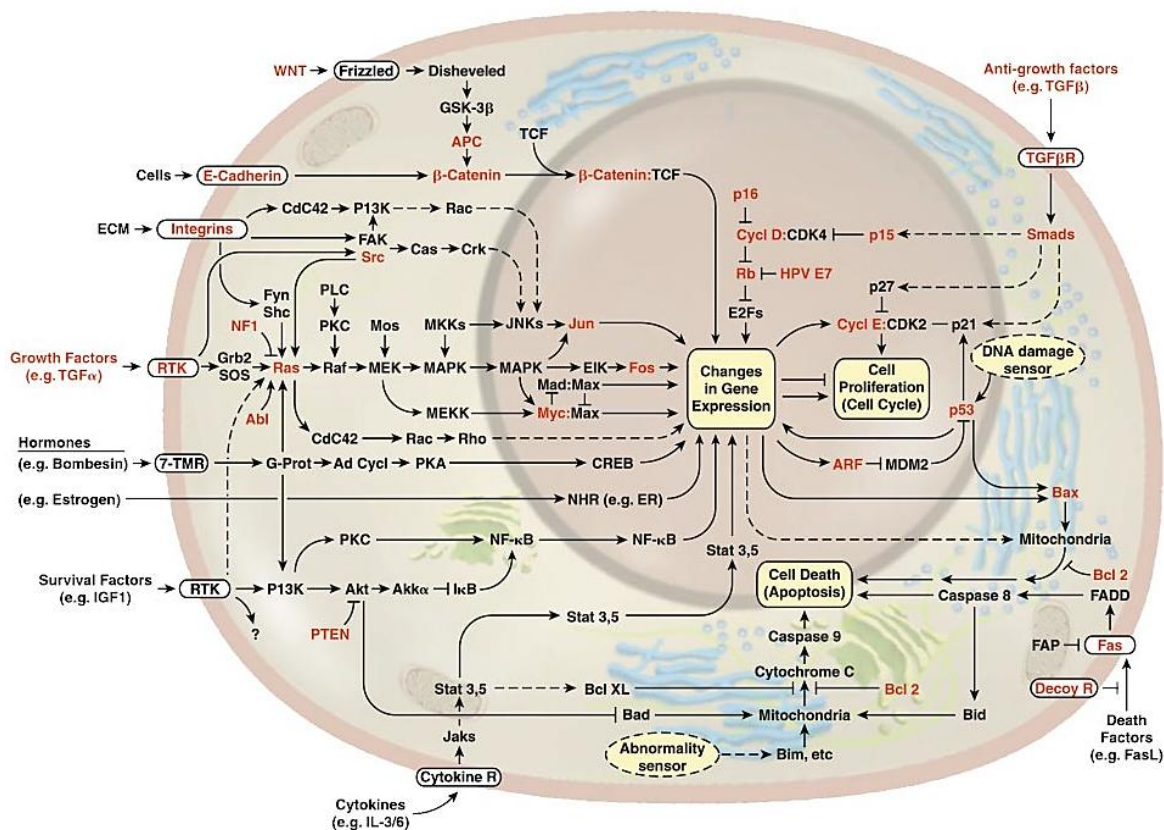 WNT
Frizzled
Disheveled
GSK-3β
APC
TCF
Cells
E-Cadherin
β-Catenin
β-Catenin:TCF
Anti-growth factors
(e.g. TGFβ)
TGFβR
ECM
Integrins
CdC42
P13K
Rac
FAK
Src
Cas
Crk
p16
Cycl D:CDK4
p15
Smads
Rb
HPV E7
E2Fs
p27
Cycl E:CDK2
p21
DNA damage
sensor
Fyn
Shc
PLC
PKC
NF1
Mos
MKKs
JNKs
Jun
Growth Factors
(e.g. TGFα)
RTK
Grb2
SOS
Ras
Raf
MEK
MAPK
MAPK
ElK
Fos
Mad:Max
Changes
in Gene
Expression
Cell
Proliferation
(Cell Cycle)
Abl
MEKK
Myc:Max
p53
CdC42
Rac
Rho
Hormones
(e.g. Bombesin)
7-TMR
G-Prot
Ad Cycl
PKA
CREB
ARF
MDM2
(e.g. Estrogen)
NHR (e.g. ER)
Bax
PKC
NF-κB
NF-κB
Stat 3,5
Mitochondria
Survival Factors
(e.g. IGF1)
RTK
P13K
Akt
Akkα
IκB
Cell Death
(Apoptosis)
Bcl 2
Caspase 8
FADD
?
PTEN
Stat 3,5
Caspase 9
FAP
Fas
Cytochrome C
Stat 3,5
Bcl XL
Bcl 2
Decoy R
Bad
Mitochondria
Bid
Death
Factors
(e.g. FasL)
Jaks
Abnormality
sensor
Bim, etc
Cytokine R
Cytokines
(e.g. IL-3/6)